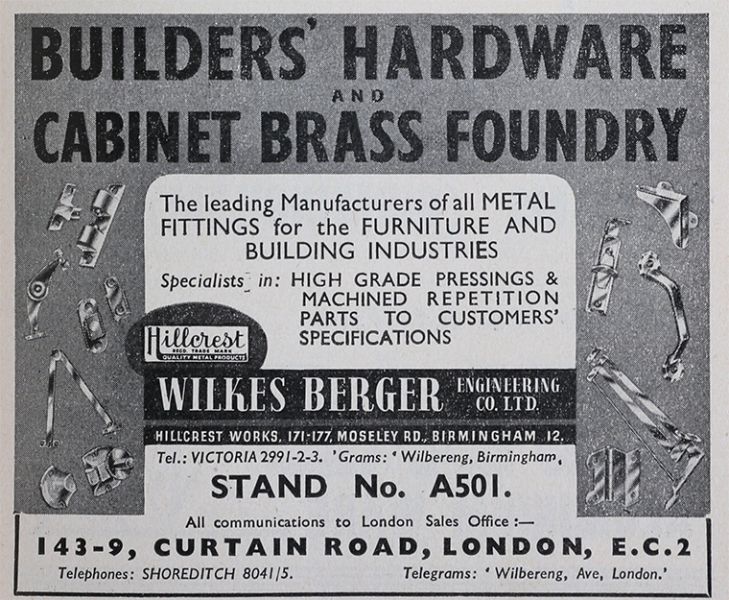 BUILDERS' HARDWARE
AND
CABINET BRASS FOUNDRY
The leading Manufacturers of all METAL
FITTINGS for the FURNITURE AND
BUILDING INDUSTRIES
Specialists in: HIGH GRADE PRESSINGS &
MACHINED REPETITION
PARTS TO CUSTOMERS'
SPECIFICATIONS
Hillcrest
REGD. TRADE MARK
QUALITY METAL PRODUCTS
WILKES BERGER ENGINEERING CO. LTD.
HILLCREST WORKS, 171-177, MOSELEY RD., BIRMINGHAM 12.
Tel.: VICTORIA 2991-2-3. 'Grams: ' Wilbereng, Birmingham,
STAND No. A501.
All communications to London Sales Office :—
143-9, CURTAIN ROAD, LONDON, E.C.2
Telephones: SHOREDITCH 8041/5. Telegrams: ' Wilbereng, Ave, London.'